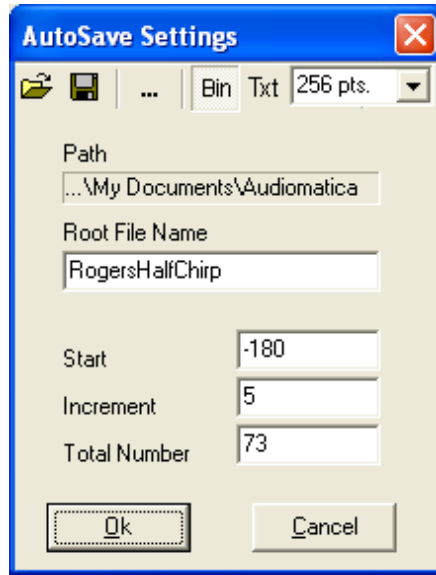 AutoSave Settings
... Bin Txt 256 pts.
Path
...\My Documents\Audiomatica
Root File Name
RogersHalfChirp
Start -180
Increment 5
Total Number 73
Ok Cancel